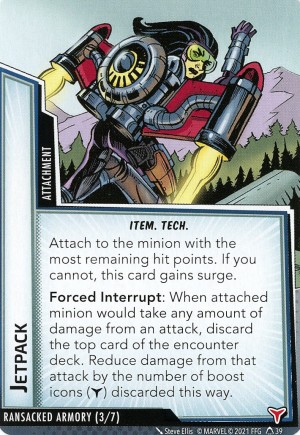 ATTACHMENT
JETPACK
ITEM. TECH.
Attach to the minion with the
most remaining hit points. If you
cannot, this card gains surge.
Forced Interrupt: When attached
minion would take any amount of
damage from an attack, discard
the top card of the encounter
deck. Reduce damage from that
attack by the number of boost
icons () discarded this way.
RANSACKED ARMORY (3/7)
Steve Ellis © MARVEL © 2021 FFG 39